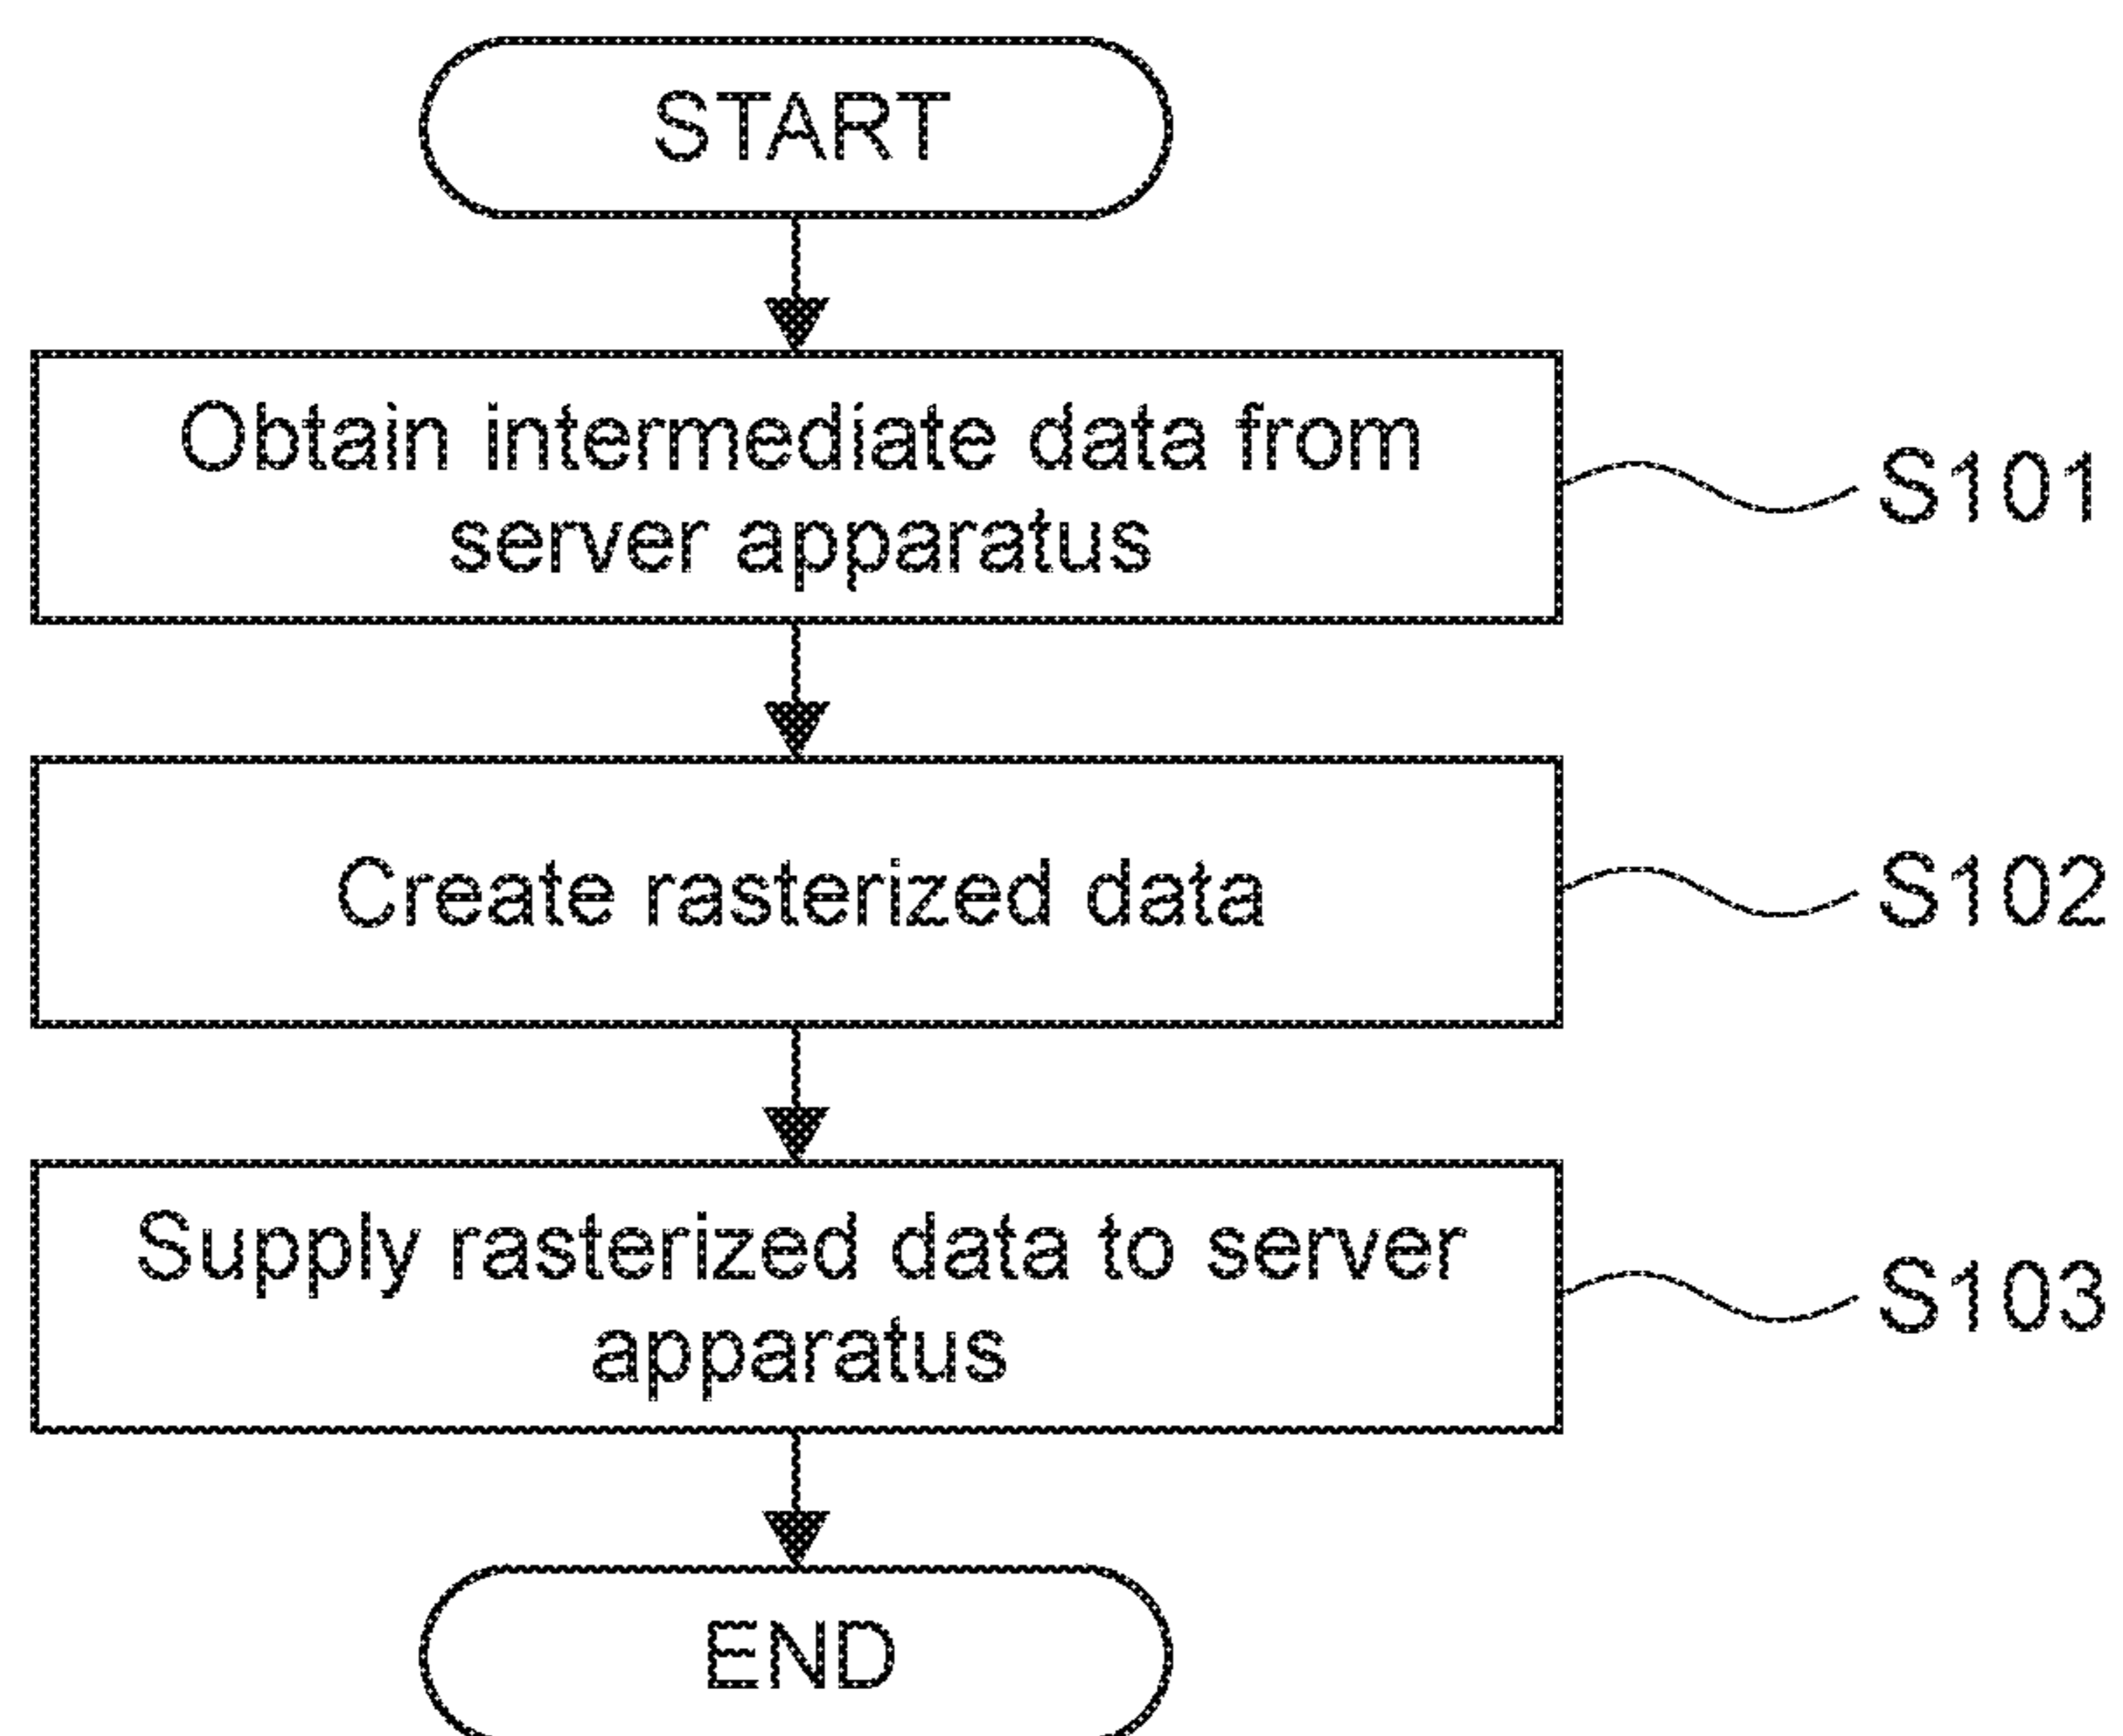 START
Obtain intermediate data from
server apparatus
S101
Create rasterized data
S102
Supply rasterized data to server
apparatus
S103
END